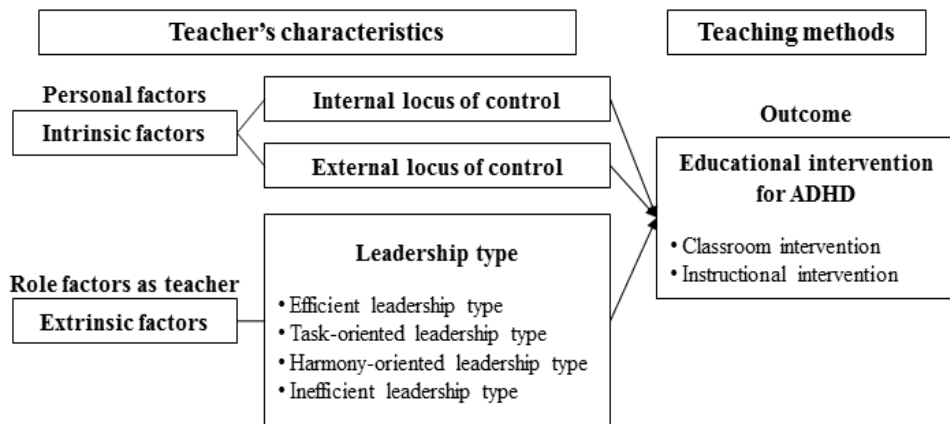 Teacher's characteristics
Teaching methods
Personal factors
Intrinsic factors
Internal locus of control
External locus of control
Role factors as teacher
Extrinsic factors
Leadership type
• Efficient leadership type
• Task-oriented leadership type
• Harmony-oriented leadership type
• Inefficient leadership type
Outcome
Educational intervention
for ADHD
• Classroom intervention
• Instructional intervention